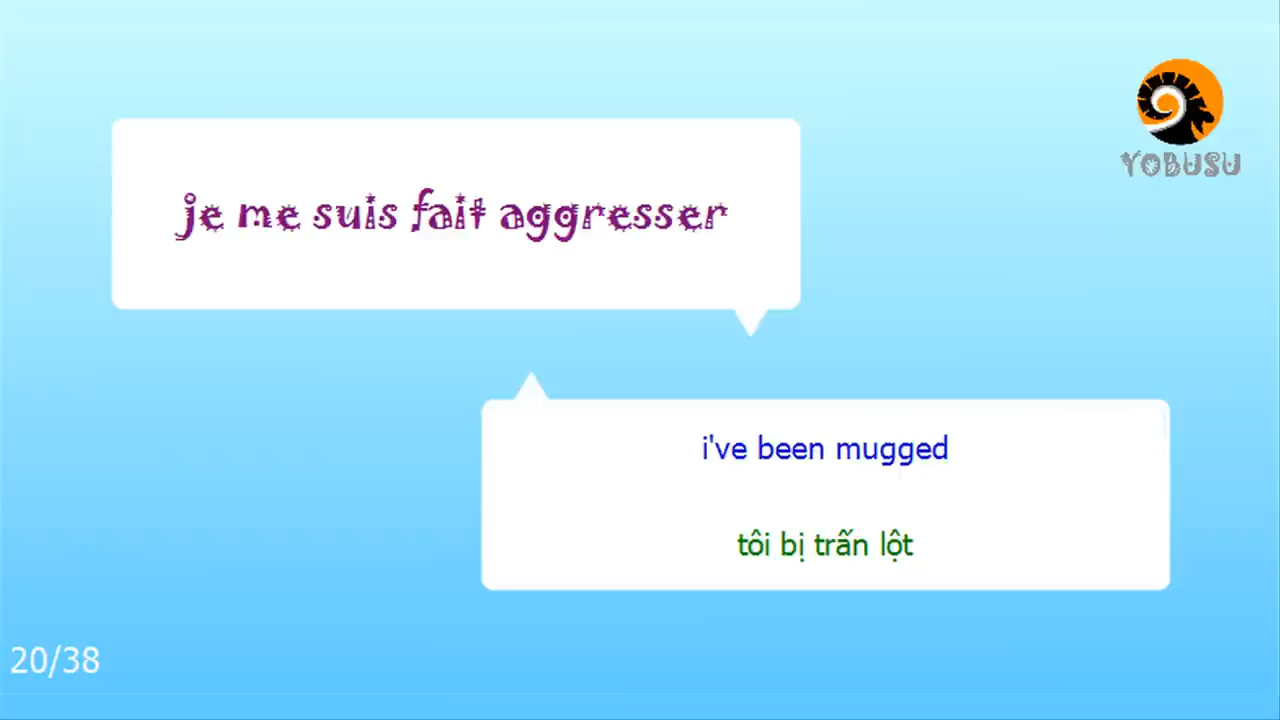 YOBUSU
je me suis fait aggresser
i've been mugged
tôi bị trấn lột
20/38